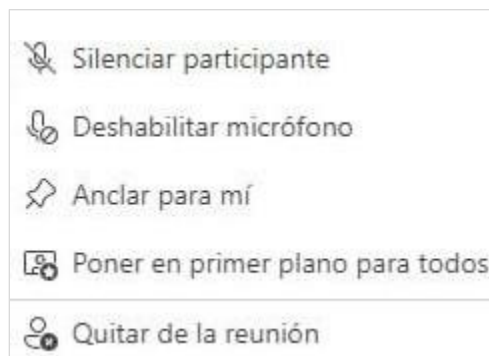 Silenciar participante
Deshabilitar micrófono
Anclar para mí
Poner en primer plano para todos
Quitar de la reunión